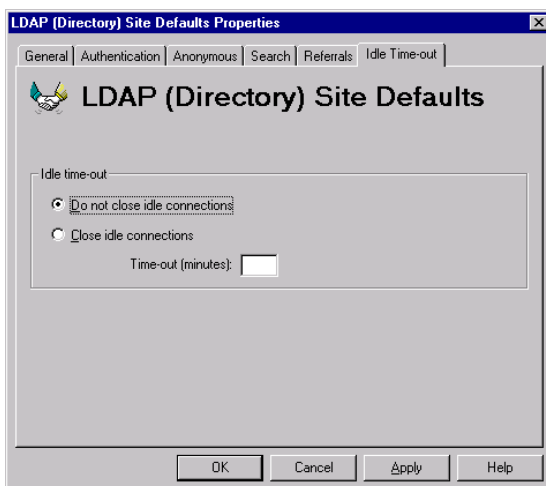 LDAP (Directory) Site Defaults Properties
General Authentication Anonymous Search Referrals Idle Time-out
LDAP (Directory) Site Defaults
Idle time-out
Do not close idle connections
Close idle connections
Time-out (minutes):
OK Cancel Apply Help